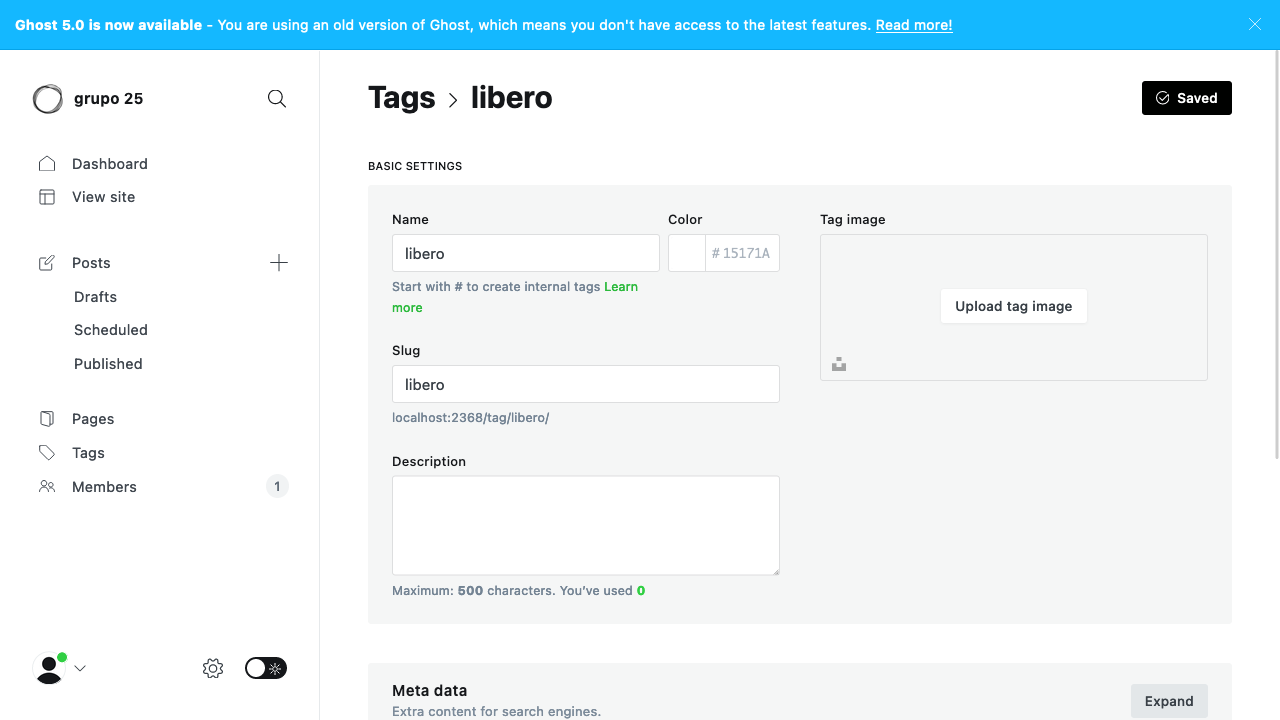 Ghost 5.0 is now available - You are using an old version of Ghost, which means you don't have access to the latest features. Read more!
grupo 25
Dashboard
View site
Posts
Drafts
Scheduled
Published
Pages
Tags
Members
1
Tags
libero
Saved
BASIC SETTINGS
Name
libero
Start with # to create internal tags Learn
more
Color
# 15171A
Slug
libero
localhost:2368/tag/libero/
Description
Maximum: 500 characters. You’ve used 0
Tag image
Upload tag image
Meta data
Extra content for search engines.
Expand